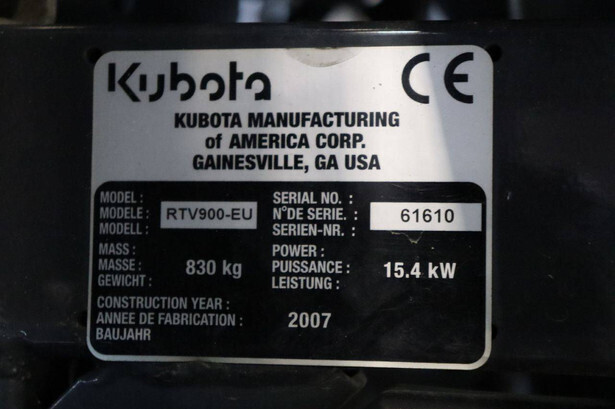 Kubota CE
KUBOTA MANUFACTURING
of AMERICA CORP.
GAINESVILLE, GA USA
MODEL :
MODELE :
MODELL :
RTV900-EU
SERIAL NO. :
N°DE SERIE. :
SERIEN-NR. :
61610
MASS :
MASSE :
GEWICHT :
830 kg
POWER :
PUISSANCE :
LEISTUNG :
15.4 kW
CONSTRUCTION YEAR :
ANNEE DE FABRICATION :
BAUJAHR
2007